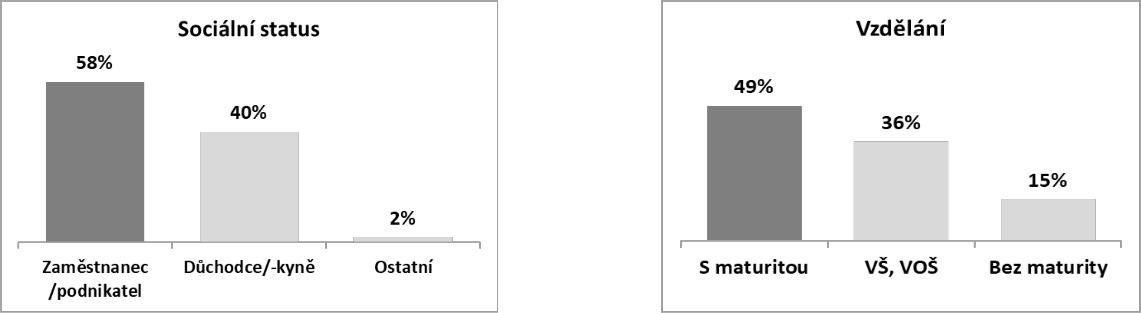 Sociální status
58%
40%
2%
Zaměstnanec
/podnikatel
Důchodce/-kyně
Ostatní
Vzdělání
49%
36%
15%
S maturitou
VŠ, VOŠ
Bez maturity